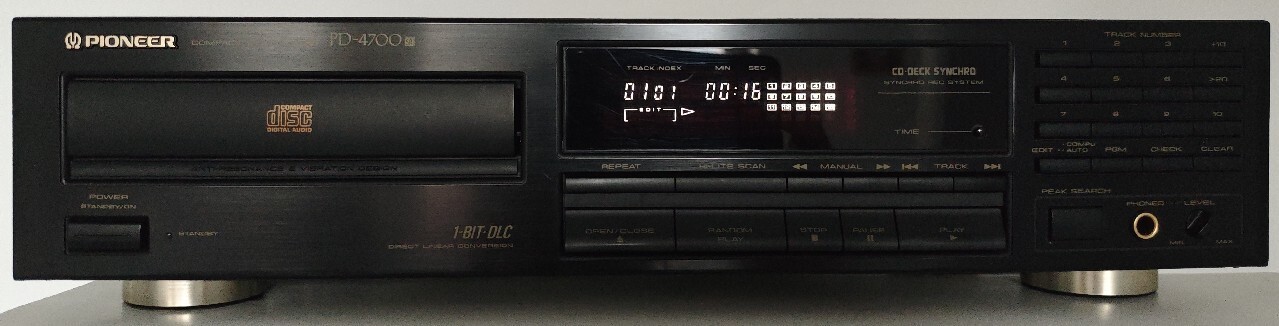 PIONEER
COMPAC
PD-4700
COMPACT
disc
DIGITAL AUDIO
ANTI-RESONANCE & VIBRATION DESIGN
POWER
STANDBY/ON
STANDBY
1-BIT·DLC
DIRECT LINEAR CONVERSION
TRACK INDEX MIN SEC
01 01 00:16
EDIT
CD·DECK SYNCHRO
SYNCHRO REC SYSTEM
TIME
REPEAT HI-LITE SCAN MANUAL TRACK
OPEN/CLOSE RANDOM PLAY STOP PAUSE PLAY
TRACK NUMBER
1 2 3 +10
4 5 6 >20
7 8 9 10
EDIT COMPU AUTO PGM CHECK CLEAR
PEAK SEARCH
PHONES LEVEL
MIN MAX